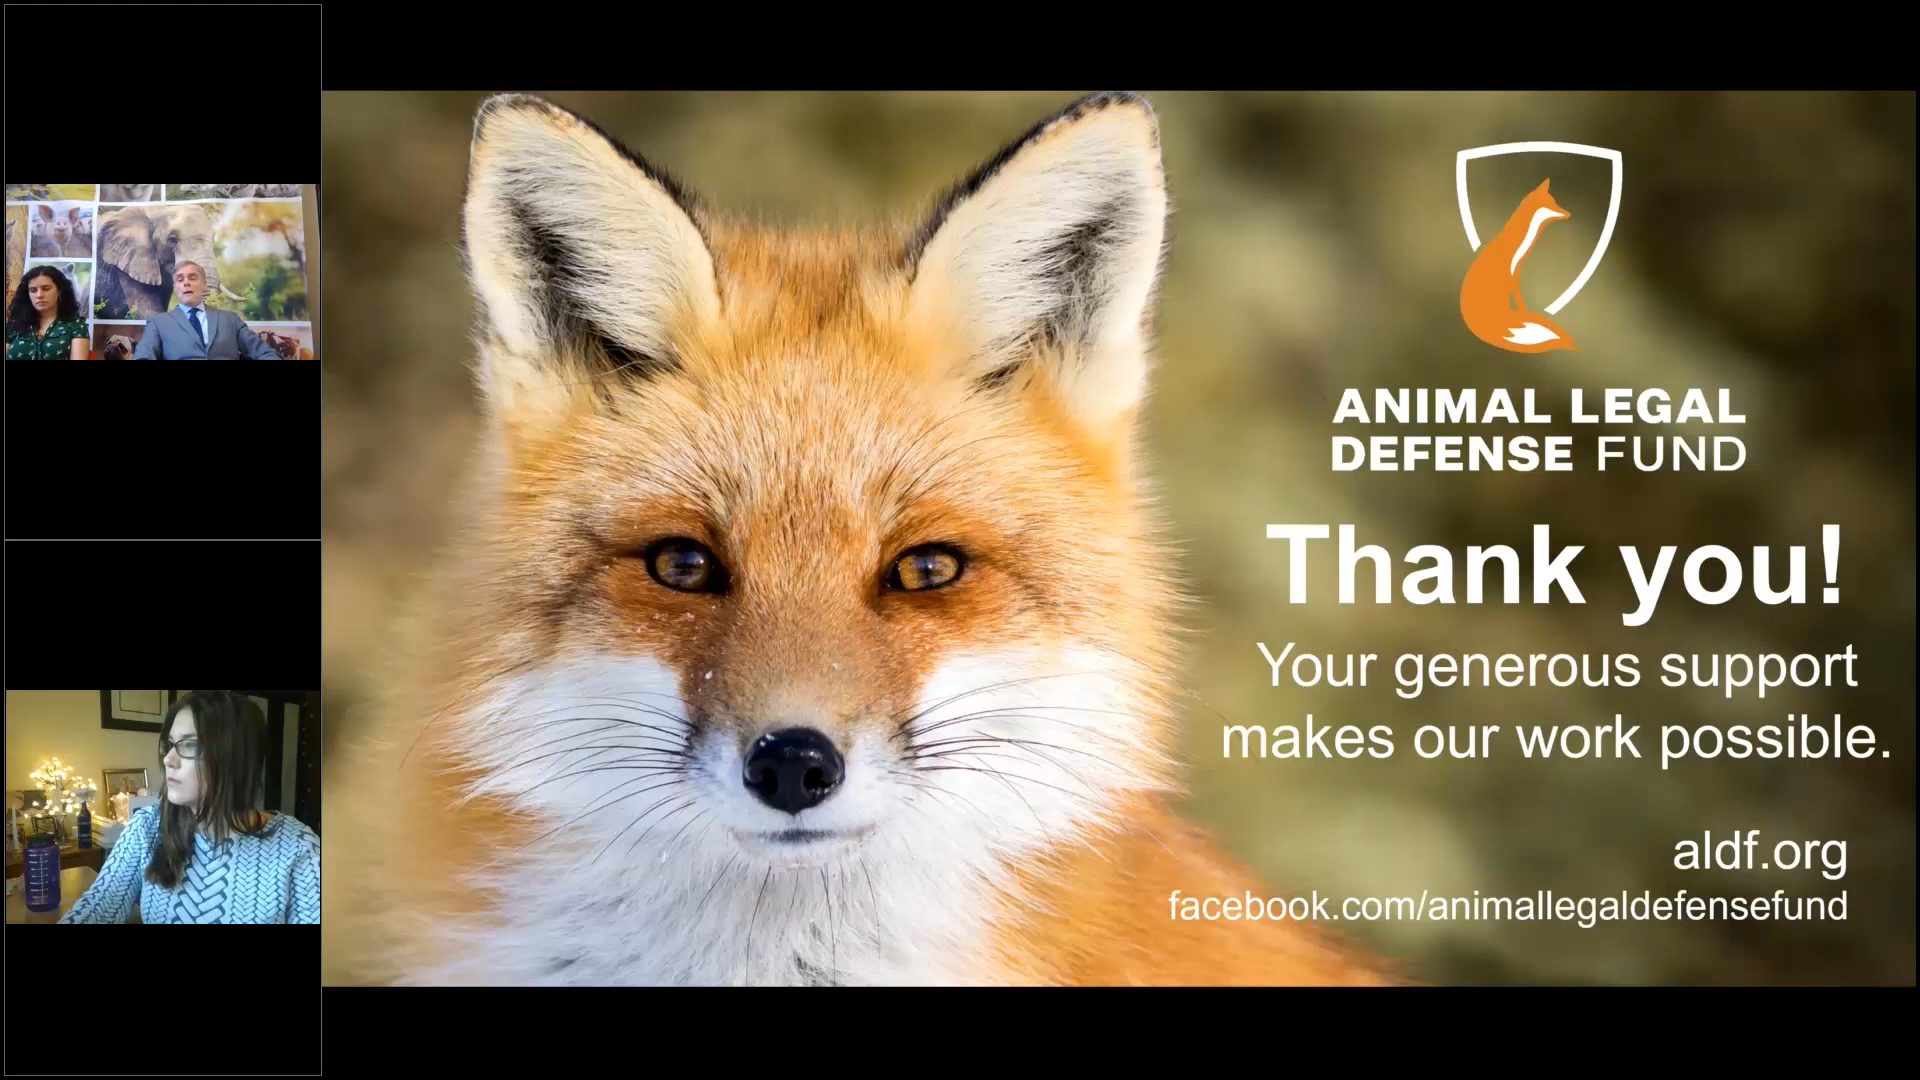 ANIMAL LEGAL
DEFENSE FUND
Thank you!
Your generous support
makes our work possible.
aldf.org
facebook.com/animallegaldefensefund